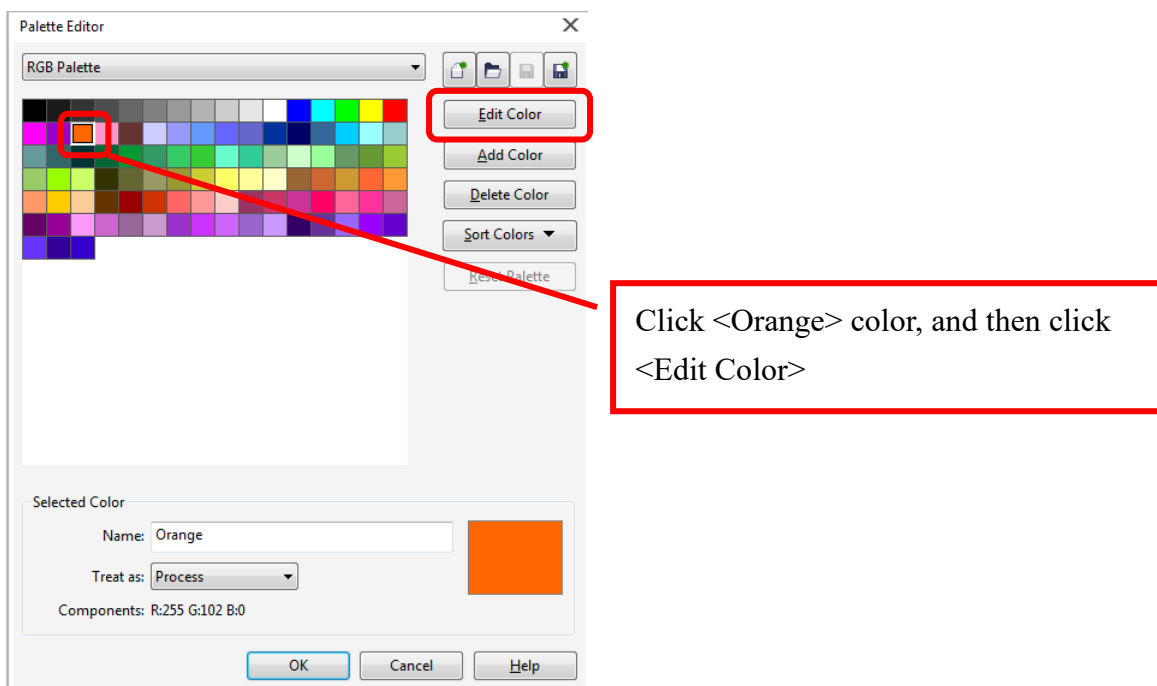 Palette Editor
RGB Palette
Edit Color
Add Color
Delete Color
Sort Colors
Reset Palette
Click <Orange> color, and then click
<Edit Color>
Selected Color
Name: Orange
Treat as: Process
Components: R:255 G:102 B:0
OK Cancel Help